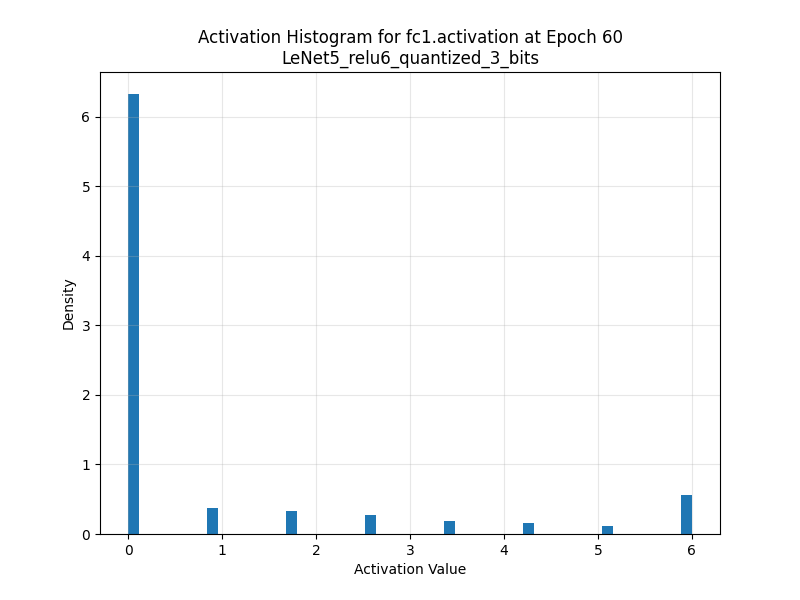 Activation Histogram for fc1.activation at Epoch 60
LeNet5_relu6_quantized_3_bits
Density
6
5
4
3
2
1
0
0 1 2 3 4 5 6
Activation Value